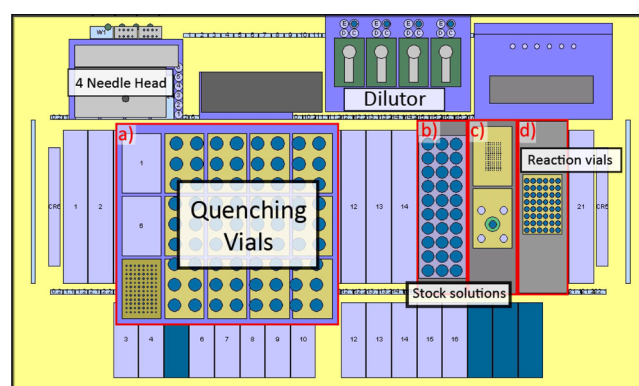 W1
E E E E
D C D C D C D C
4 Needle Head
Dilutor
a)
b)
c)
d)
1
Reaction vials
CR6
1
2
Quenching
Vials
12
13
14
21
CR6
6
Stock solutions
3
4
6
7
8
9
10
12
13
14
15
16